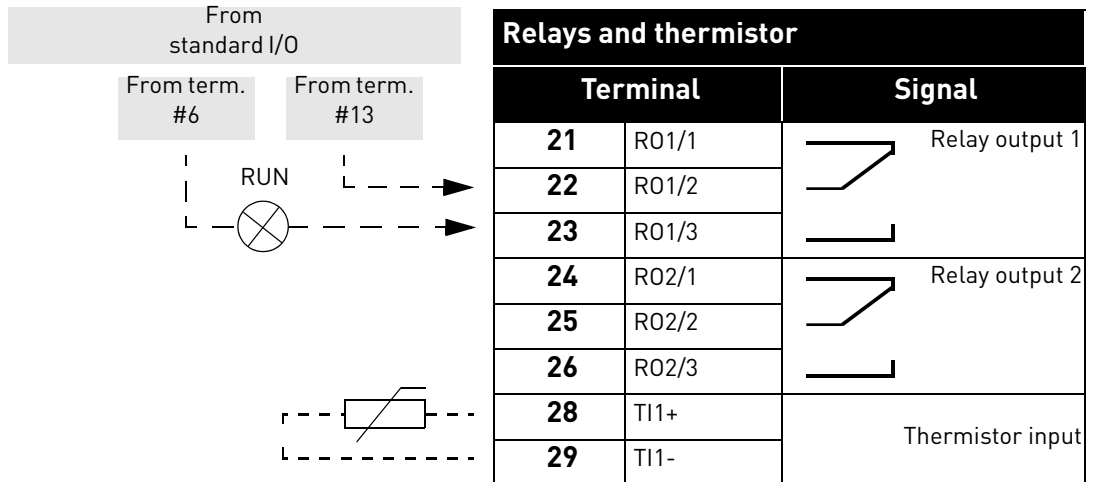 From
standard I/O
From term.
#6
From term.
#13
RUN
Relays and thermistor
Terminal Signal
21 RO1/1 Relay output 1
22 RO1/2
23 RO1/3
24 RO2/1 Relay output 2
25 RO2/2
26 RO2/3
28 TI1+ Thermistor input
29 TI1-